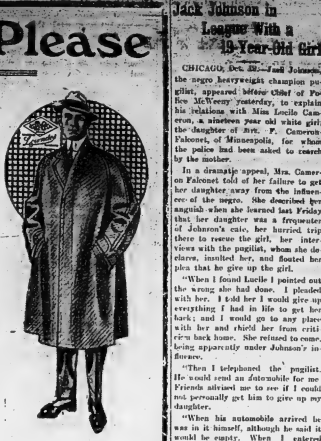 Please
Jack Johnson in
League With a
19-Year-Old Girl
CHICAGO, Oct. 19.—Jack Johnson,
the negro heavyweight champion pu-
gilist, appeared before Chief of Po-
lice McWeeny yesterday, to explain
his relations with Miss Lucile Cam-
eron, a nineteen year old white girl,
the daughter of Mrs. F. Cameron-
Falconet, of Minneapolis, for whom
the police had been asked to search
by the mother.
In a dramatic appeal, Mrs. Camer-
on Falconet told of her failure to get
her daughter away from the influen-
ces of the negro. She described her
anguish when she learned last Friday
that her daughter was a frequenter
of Johnson's cafe, her hurried trip
there to rescue the girl, her inter-
views with the pugilist, whom she de-
clares, insulted her, and flouted her
plea that he give up the girl.
"When I found Lucile I pointed out
the wrong she had done. I pleaded
with her. I told her I would give up
everything I had in life to get her
back; and I would go to any place
with her and shield her from criti-
cism back home. She refused to come,
being apparently under Johnson's in-
fluence.
"Then I telephoned the pugilist.
He would send an automobile for me.
Friends advised me to see if I could
not personally get him to give up my
daughter.
"When his automobile arrived he
was in it himself, although he said it
would be empty. When I entered